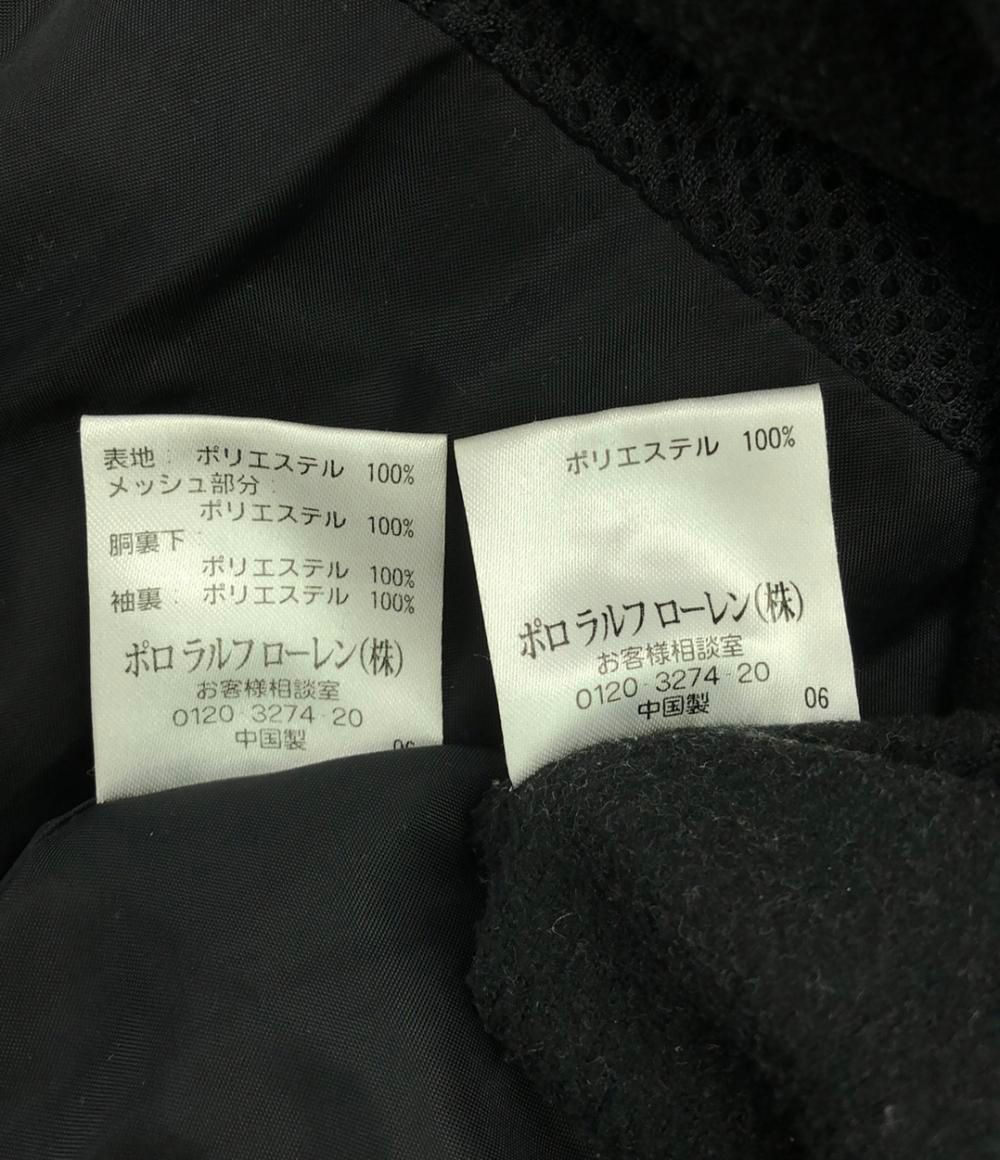 表地： ポリエステル 100%
メッシュ部分：
ポリエステル 100%
胴裏下：
ポリエステル 100%
袖裏： ポリエステル 100%
ポロ ラルフ ローレン(株)
お客様相談室
0120-3274-20
中国製 06
ポリエステル 100%
ポロ ラルフ ローレン(株)
お客様相談室
0120-3274-20
中国製 06